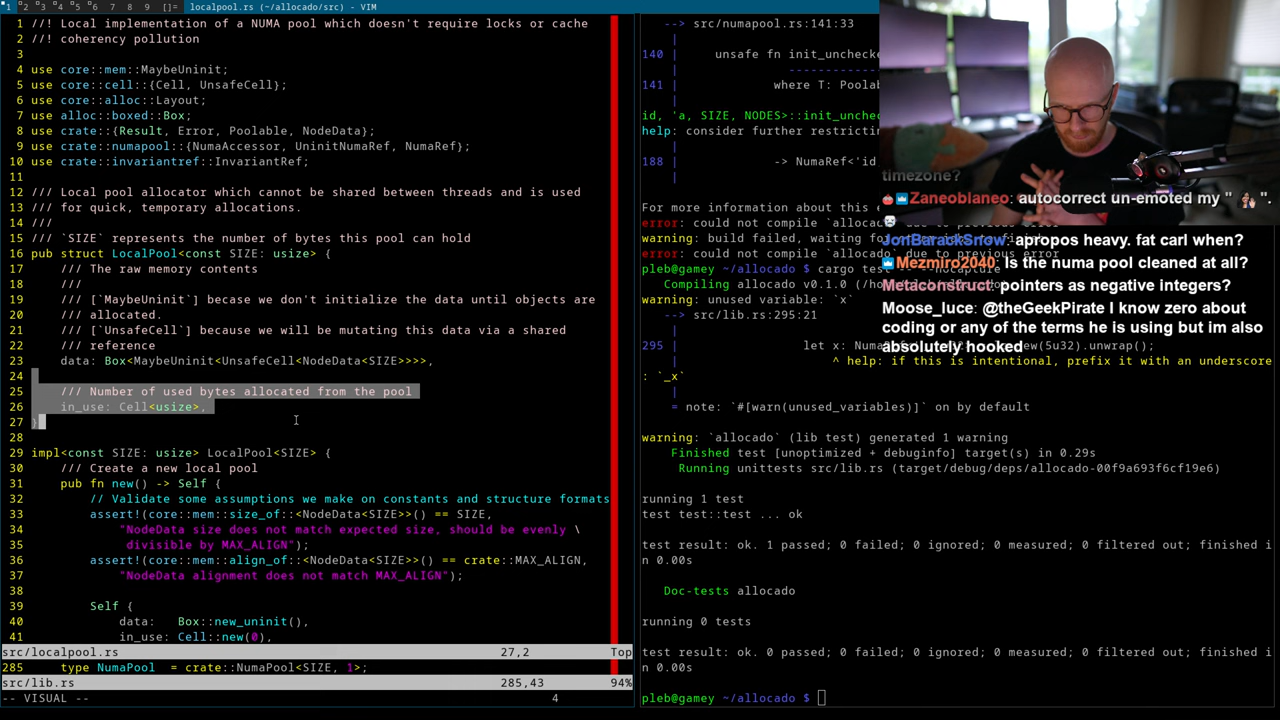 1 2 3 4 5 6 7 8 9 []= localpool.rs (~/allocado/src) - VIM
1 //! Local implementation of a NUMA pool which doesn't require locks or cache
2 //! coherency pollution
3
4 use core::mem::MaybeUninit;
5 use core::cell::{Cell, UnsafeCell};
6 use core::alloc::Layout;
7 use alloc::boxed::Box;
8 use crate::{Result, Error, Poolable, NodeData};
9 use crate::numapool::{NumaAccessor, UninitNumaRef, NumaRef};
10 use crate::invariantref::InvariantRef;
11
12 /// Local pool allocator which cannot be shared between threads and is used
13 /// for quick, temporary allocations.
14 ///
15 /// `SIZE` represents the number of bytes this pool can hold
16 pub struct LocalPool<const SIZE: usize> {
17 /// The raw memory contents
18 ///
19 /// [`MaybeUninit`] becase we don't initialize the data until objects are
20 /// allocated.
21 /// [`UnsafeCell`] because we will be mutating this data via a shared
22 /// reference
23 data: Box<MaybeUninit<UnsafeCell<NodeData<SIZE>>>>,
24
25 /// Number of used bytes allocated from the pool
26 in_use: Cell<usize>,
27 }
28
29 impl<const SIZE: usize> LocalPool<SIZE> {
30 /// Create a new local pool
31 pub fn new() -> Self {
32 // Validate some assumptions we make on constants and structure formats
33 assert!(core::mem::size_of::<NodeData<SIZE>>() == SIZE,
34 "NodeData size does not match expected size, should be evenly \
35 divisible by MAX_ALIGN");
36 assert!(core::mem::align_of::<NodeData<SIZE>>() == crate::MAX_ALIGN,
37 "NodeData alignment does not match MAX_ALIGN");
38
39 Self {
40 data: Box::new_uninit(),
41 in_use: Cell::new(0),
src/localpool.rs 27,2 Top
285 type NumaPool = crate::NumaPool<SIZE, 1>;
src/lib.rs 285,43 94%
-- VISUAL -- 4
--> src/numapool.rs:141:33
|
140 | unsafe fn init_unchecke
| -----------
141 | where T: Poolab
|
id, 'a, SIZE, NODES>::init_unche
help: consider further restricting
|
188 | -> NumaRef<'id
|
For more information about this e
error: could not compile `allocado` due to previous error
warning: build failed, waiting for
error: could not compile `allocado` due to previous error
pleb@gamey ~/allocado $ cargo test -- --nocapture
Compiling allocado v0.1.0 (/ho
warning: unused variable: `x`
--> src/lib.rs:295:21
|
295 | let x: Numa
new(5u32).unwrap();
| ^ help: if this is intentional, prefix it with an underscore
: `_x`
|
= note: `#[warn(unused_variables)]` on by default
warning: `allocado` (lib test) generated 1 warning
Finished test [unoptimized + debuginfo] target(s) in 0.29s
Running unittests src/lib.rs (target/debug/deps/allocado-00f9a693f6cf19e6)
running 1 test
test test::test ... ok
test result: ok. 1 passed; 0 failed; 0 ignored; 0 measured; 0 filtered out; finished i
n 0.00s
Doc-tests allocado
running 0 tests
test result: ok. 0 passed; 0 failed; 0 ignored; 0 measured; 0 filtered out; finished i
n 0.00s
pleb@gamey ~/allocado $
timezone?
Zaneoblaneo: autocorrect un-emoted my " ".
JonBarackSnow: apropos heavy. fat carl when?
Mezmiro2040: Is the numa pool cleaned at all?
Metaconstruct: pointers as negative integers?
Moose_luce: @theGeekPirate I know zero about
coding or any of the terms he is using but im also
absolutely hooked